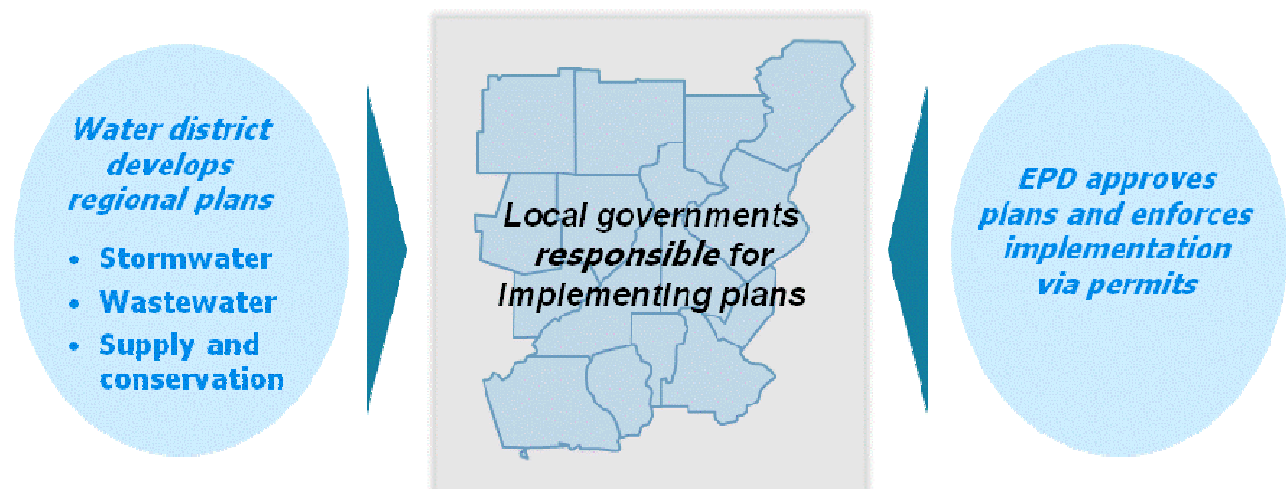 Water district
develops
regional plans
• Stormwater
• Wastewater
• Supply and
conservation
Local governments
responsible for
implementing plans
EPD approves
plans and enforces
implementation
via permits